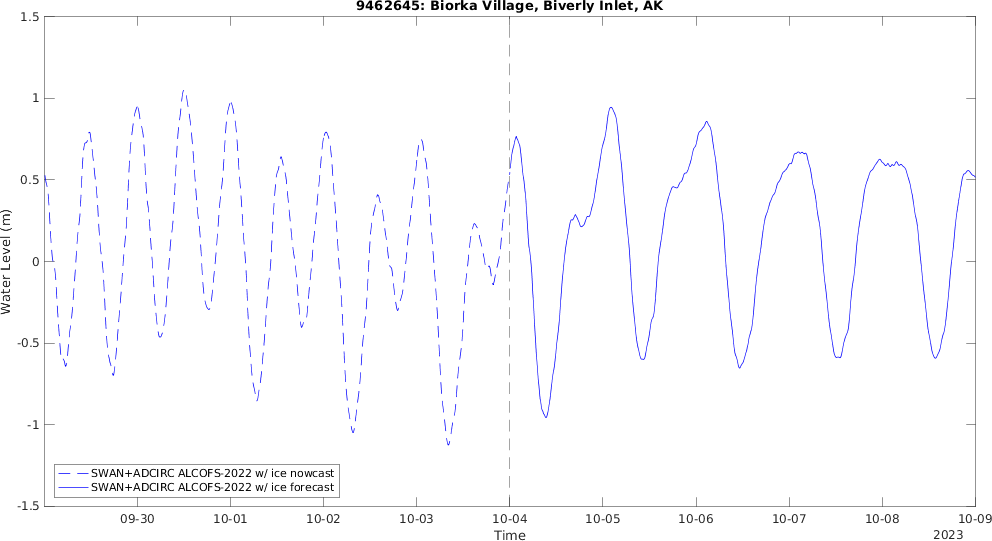 9462645: Biorka Village, Biverly Inlet, AK
Water Level (m)
1.5
1
0.5
0
-0.5
-1
-1.5
SWAN+ADCIRC ALCOFS-2022 w/ ice nowcast
SWAN+ADCIRC ALCOFS-2022 w/ ice forecast
09-30 10-01 10-02 10-03 10-04 10-05 10-06 10-07 10-08 10-09
Time
2023